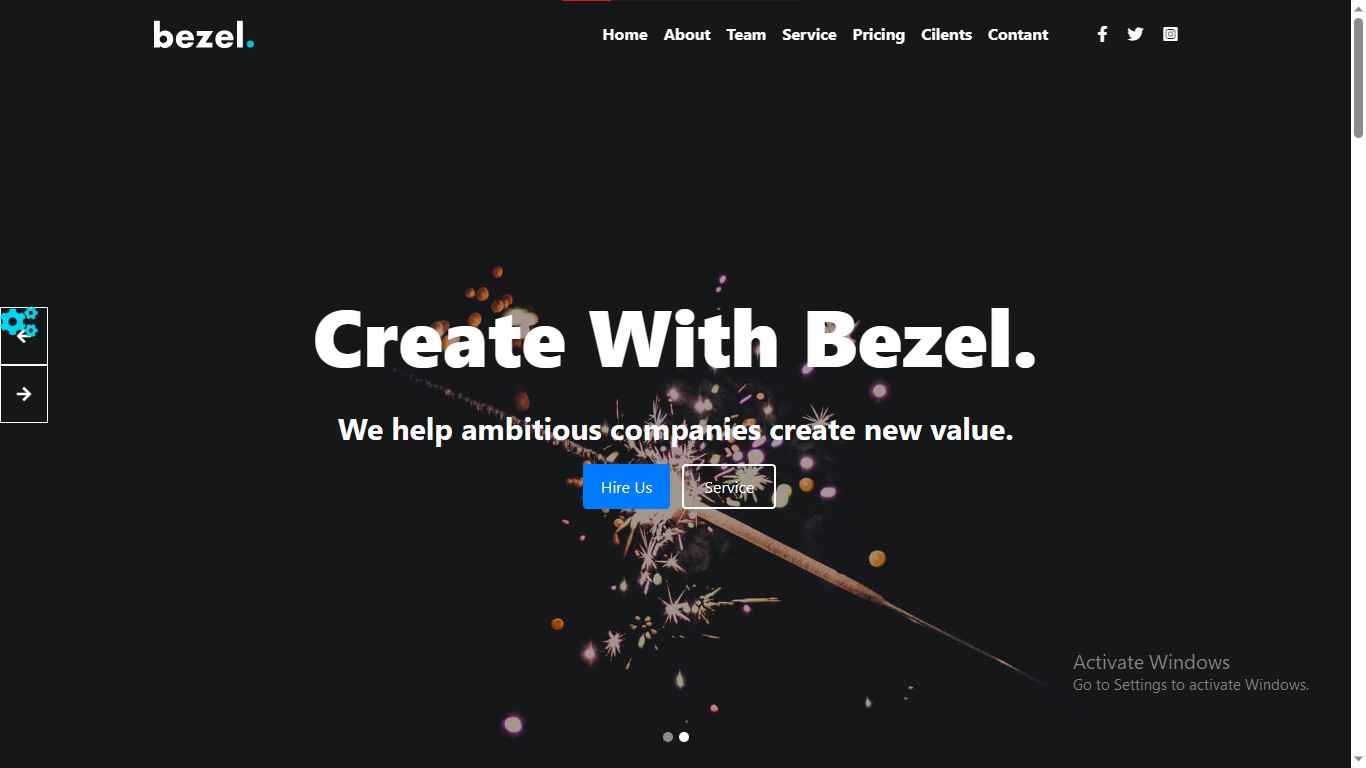 bezel.
Home About Team Service Pricing Cilents Contant
Create With Bezel.
We help ambitious companies create new value.
Hire Us Service
Activate Windows
Go to Settings to activate Windows.